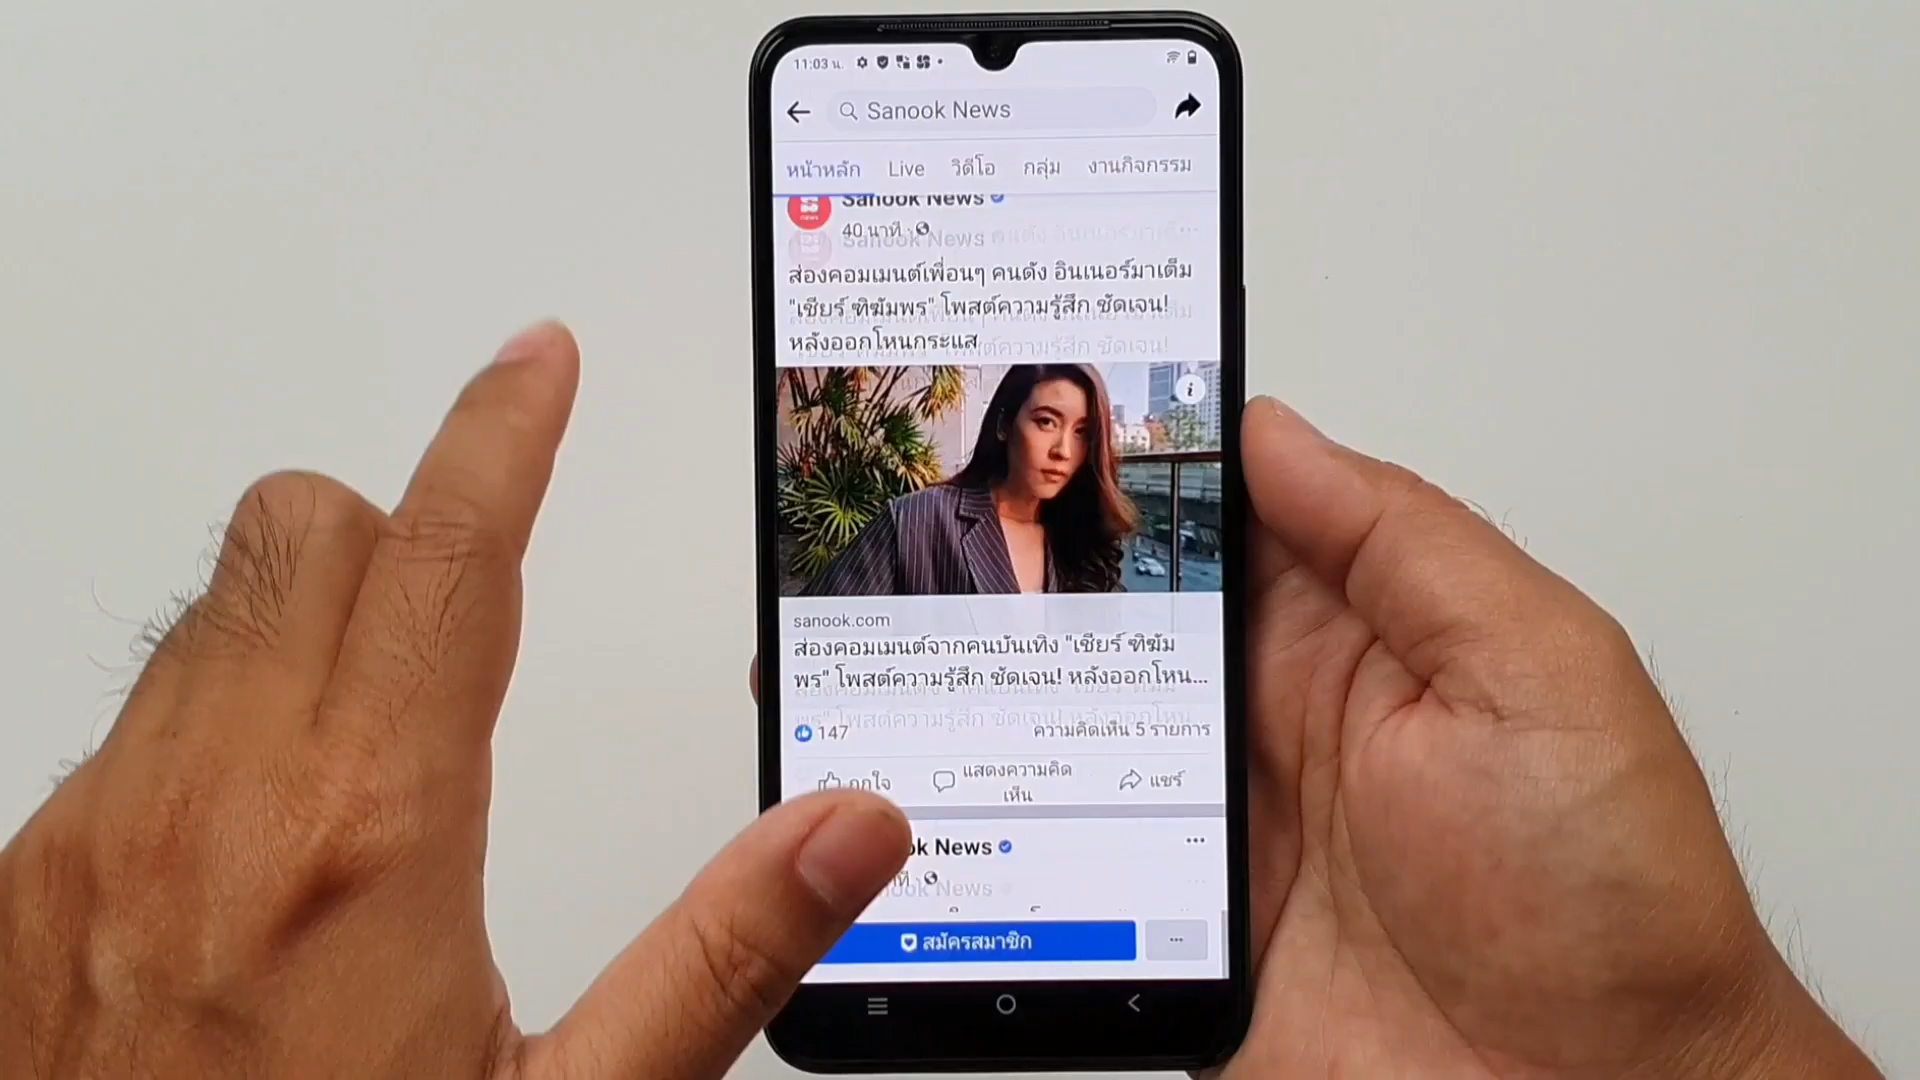 11:03 น.
Sanook News
หน้าหลัก Live วิดีโอ กลุ่ม งานกิจกรรม
Sanook News
40 นาที
ส่องคอมเมนต์เพื่อนๆ คนดัง อินเนอร์มาเต็ม
"เชียร์ ฑิฆัมพร" โพสต์ความรู้สึก ชัดเจน!
หลังออกโหนกระแส
sanook.com
ส่องคอมเมนต์จากคนบันเทิง "เชียร์ ฑิฆัม
พร" โพสต์ความรู้สึก ชัดเจน! หลังออกโหน...
147 ความคิดเห็น 5 รายการ
ถูกใจ แสดงความคิด
เห็น แชร์
ok News
สมัครสมาชิก